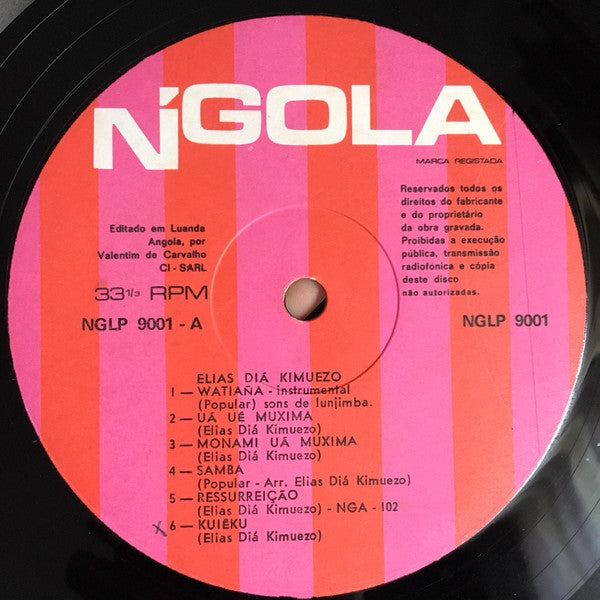 N'GOLA
MARCA REGISTADA
Editado em Luanda
Angola, por
Valentim de Carvalho
CI - SARL
Reservados todos os
direitos do fabricante
e do proprietário
da obra gravada.
Proibidas a execução
pública, transmissão
radiofónica e cópia
deste disco
não autorizadas.
33 1/3 RPM
NGLP 9001 - A
NGLP 9001
ELIAS DIÁ KIMUEZO
1 — WATIAÑA - instrumental
(Popular) sons de lunjimba.
2 — UÁ UÉ MUXIMA
(Elias Diá Kimuezo)
3 — MONAMI UÁ MUXIMA
(Elias Diá Kimuezo)
4 — SAMBA
(Popular - Arr. Elias Diá Kimuezo)
5 — RESSURREIÇÃO
(Elias Diá Kimuezo) - NGA - 102
x 6 — KUIÊKU
(Elias Diá Kimuezo)